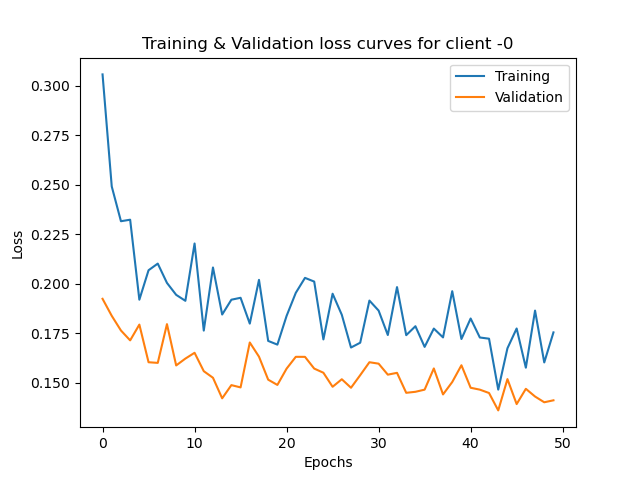 Training & Validation loss curves for client -0
Training
Validation
0.300
0.275
0.250
0.225
0.200
0.175
0.150
Loss
0 10 20 30 40 50
Epochs